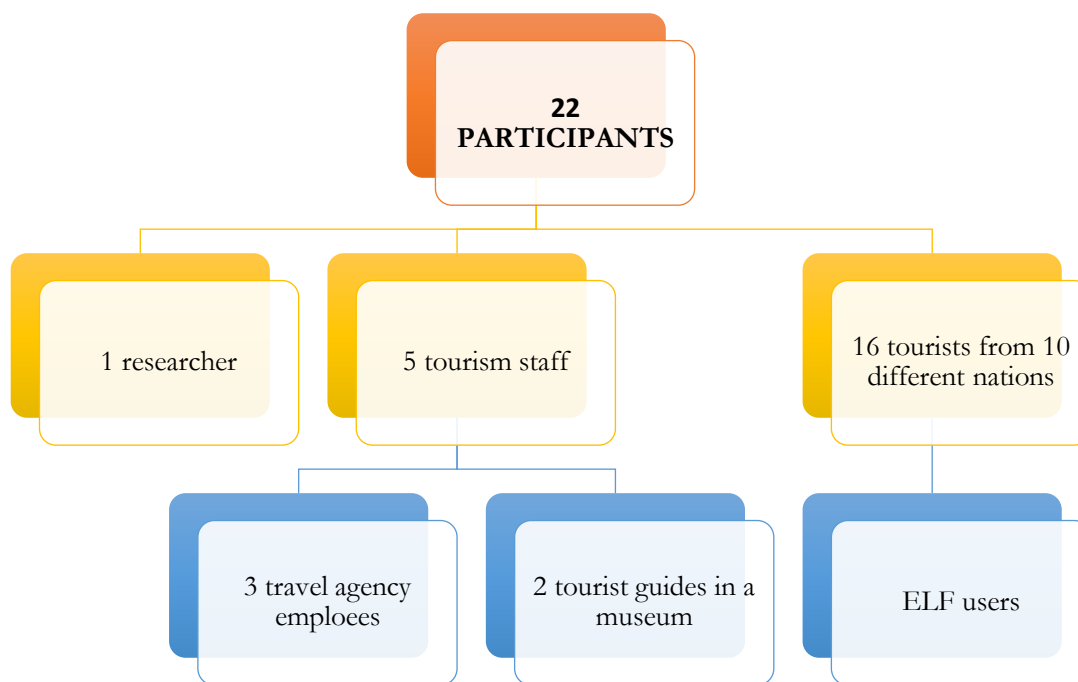 22
PARTICIPANTS
1 researcher
5 tourism staff
16 tourists from 10
different nations
3 travel agency
emploees
2 tourist guides in a
museum
ELF users